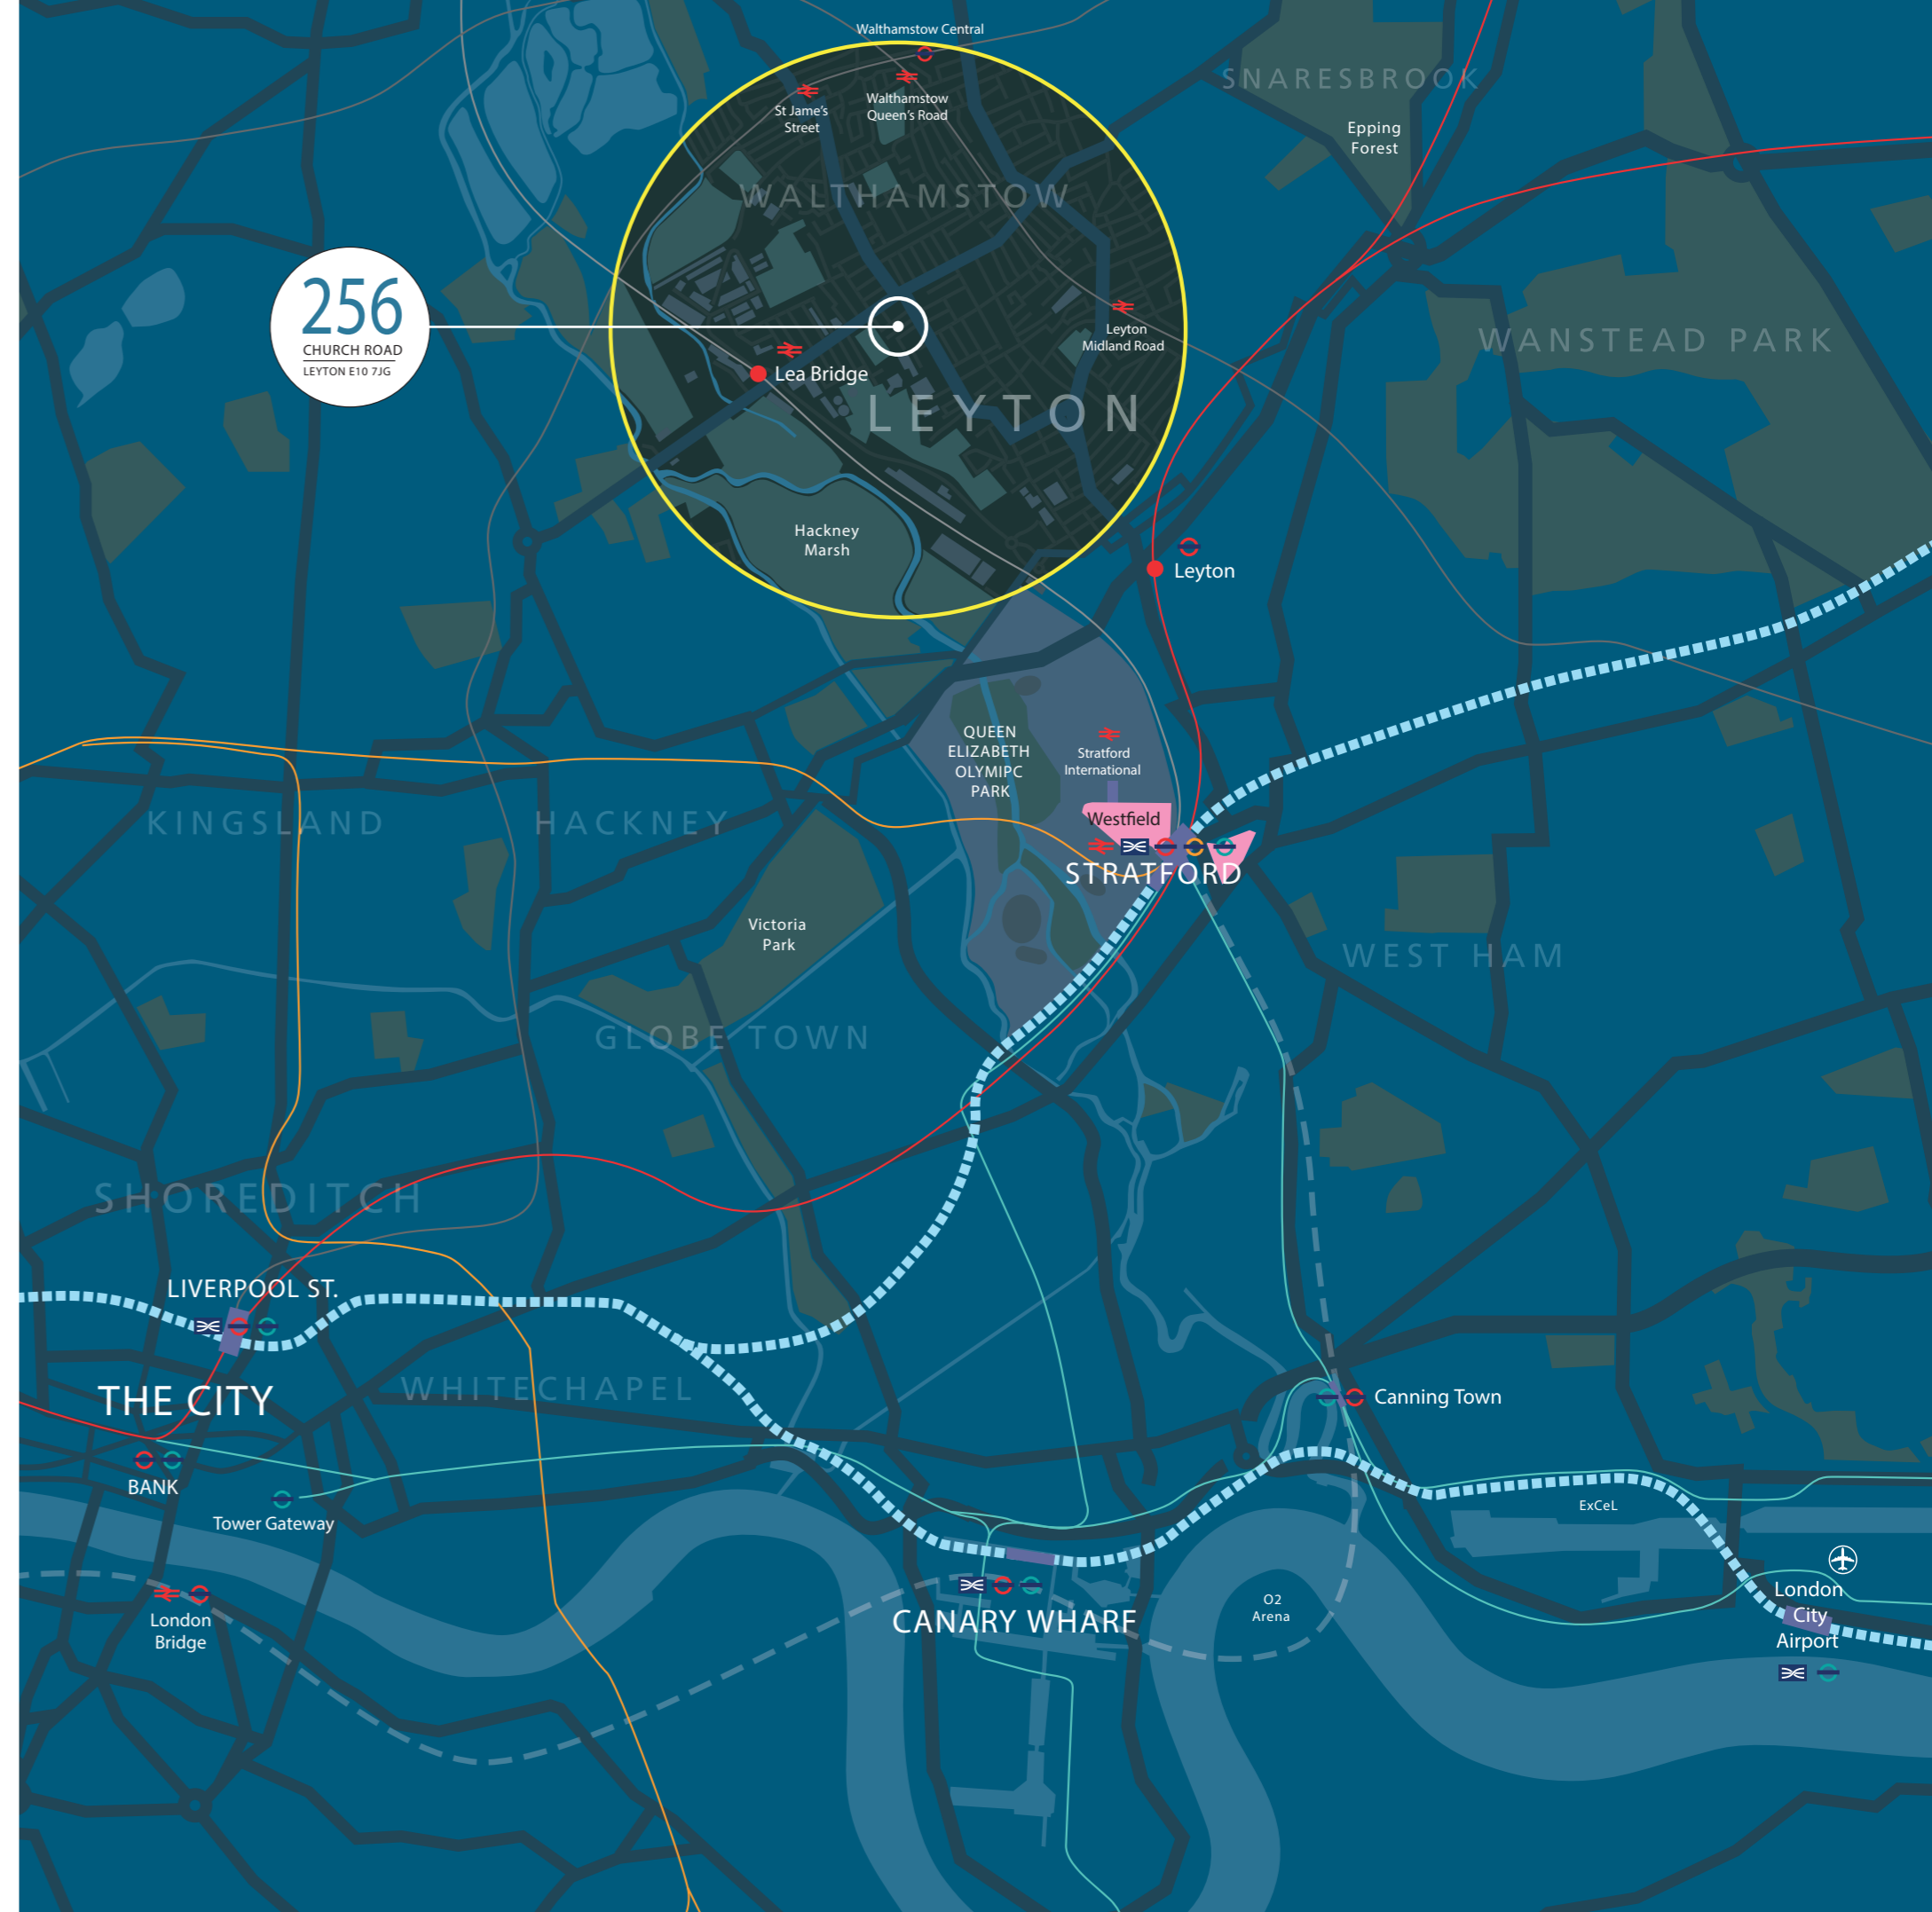 Walthamstow Central
St Jame's
Street
Walthamstow
Queen's Road
SNARESBROOK
Epping
Forest
WALTHAMSTOW
256
CHURCH ROAD
LEYTON E10 7JG
Leyton
Midland Road
WANSTEAD PARK
Lea Bridge
LEYTON
Hackney
Marsh
Leyton
QUEEN
ELIZABETH
OLYMIPC
PARK
Stratford
International
Westfield
STRATFORD
KINGSLAND
HACKNEY
Victoria
Park
WEST HAM
GLOBE TOWN
SHOREDITCH
LIVERPOOL ST.
THE CITY
WHITECHAPEL
Canning Town
BANK
Tower Gateway
ExCeL
London
City
Airport
London
Bridge
CANARY WHARF
O2
Arena